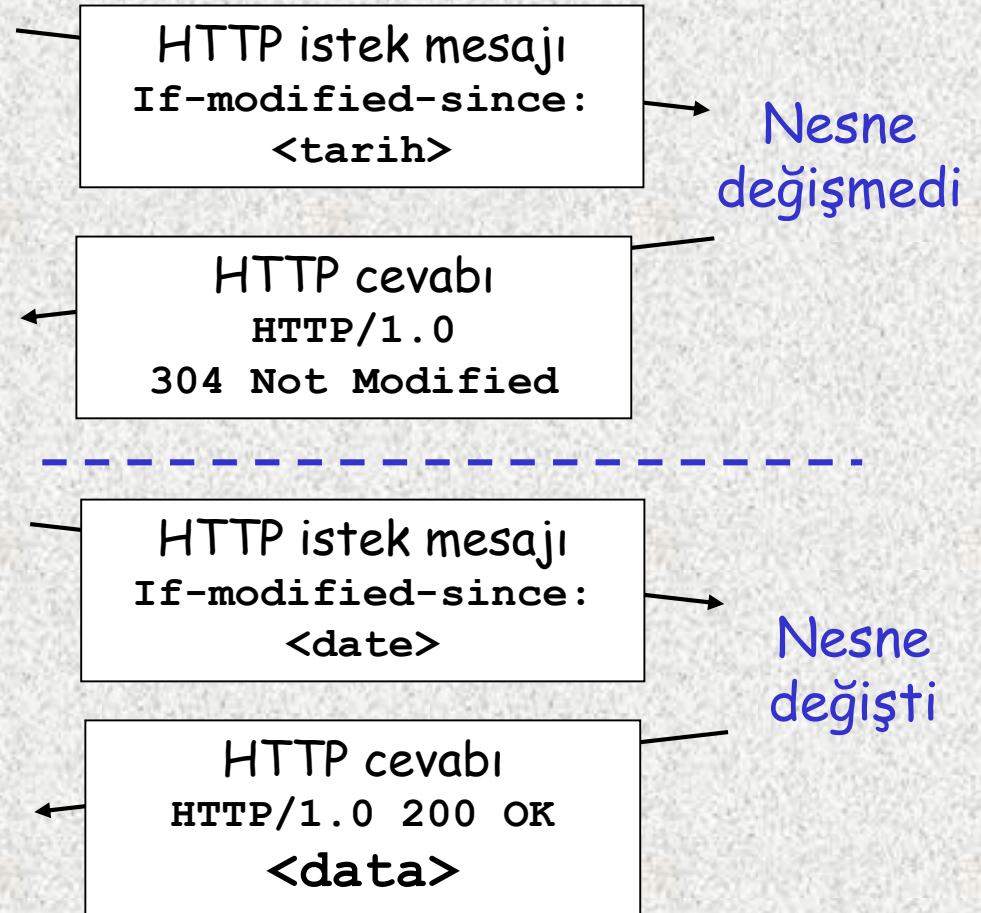 HTTP istek mesajı
If-modified-since:
<tarih>
Nesne
değişmedi
HTTP cevabı
HTTP/1.0
304 Not Modified
HTTP istek mesajı
If-modified-since:
<date>
Nesne
değişti
HTTP cevabı
HTTP/1.0 200 OK
<data>